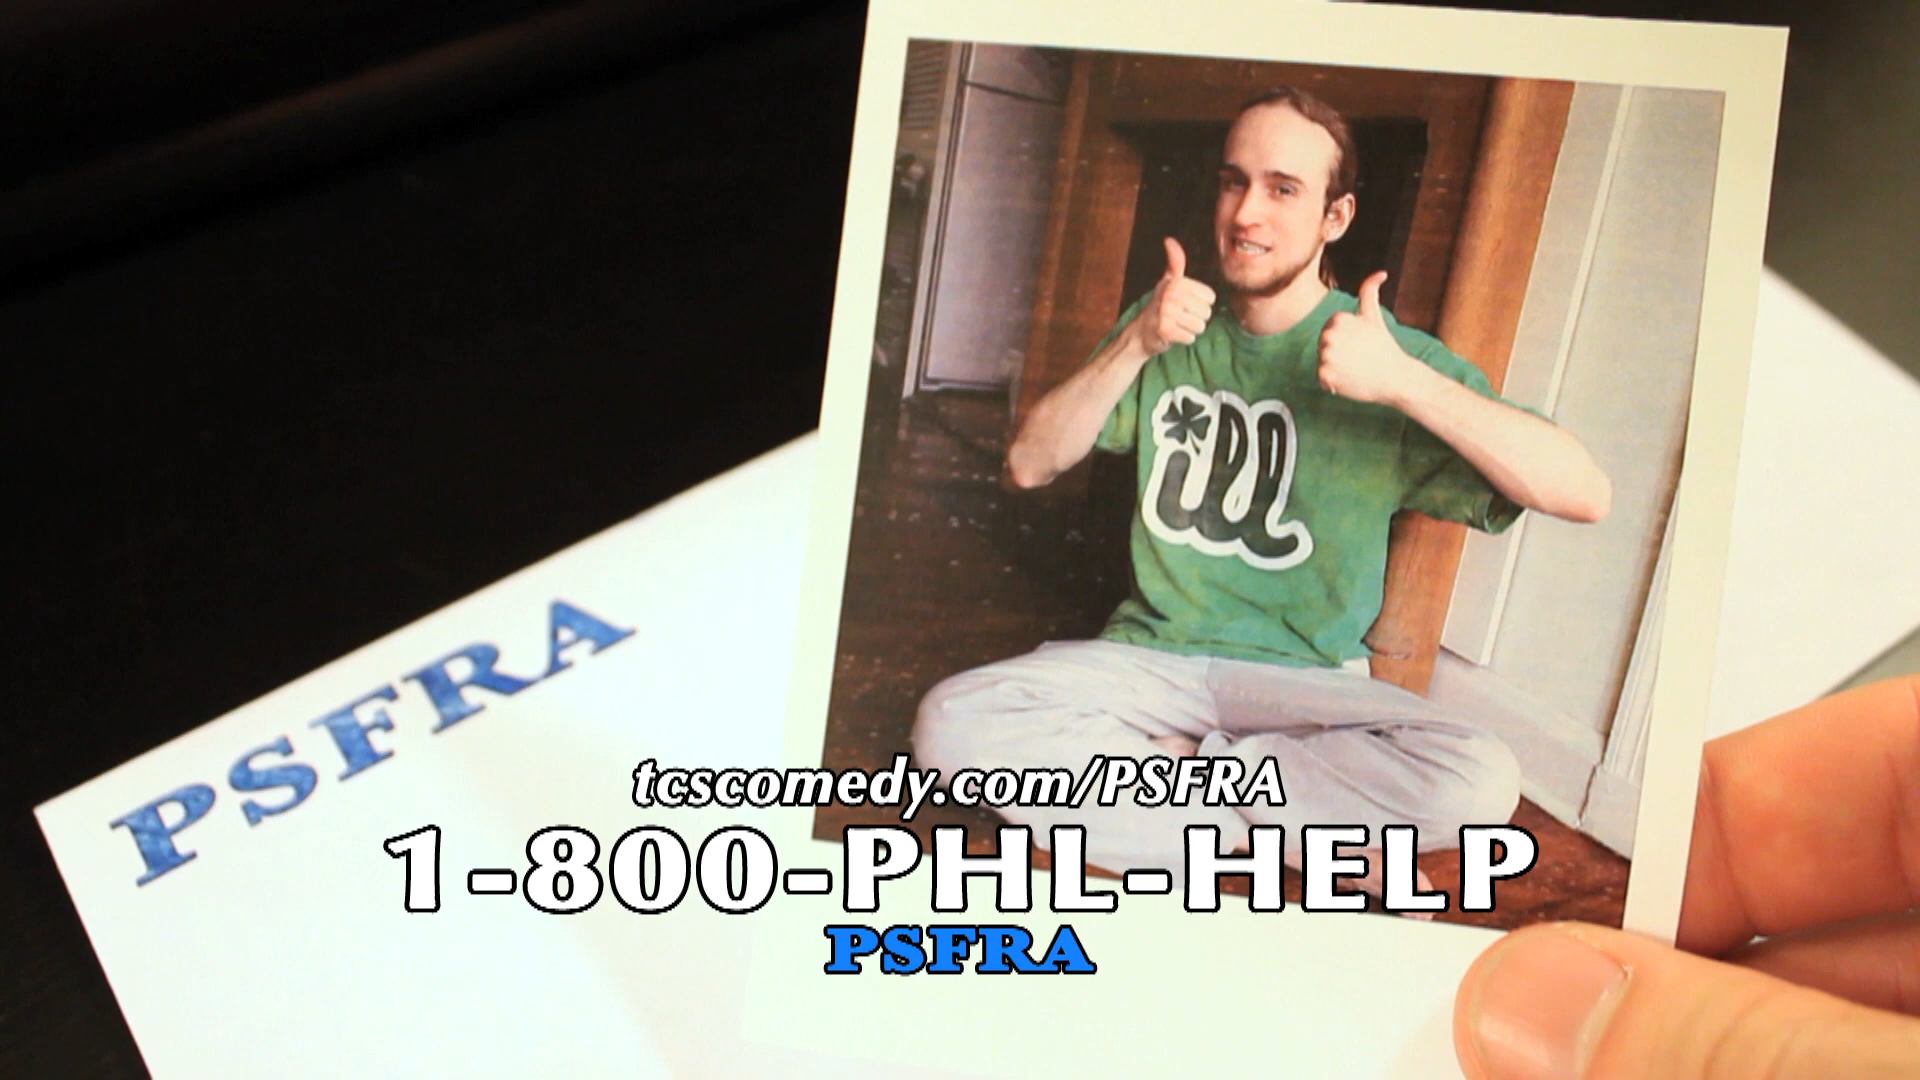 ill
PSFRA
tcscomedy.com/PSFRA
1-800-PHL-HELP
PSFRA